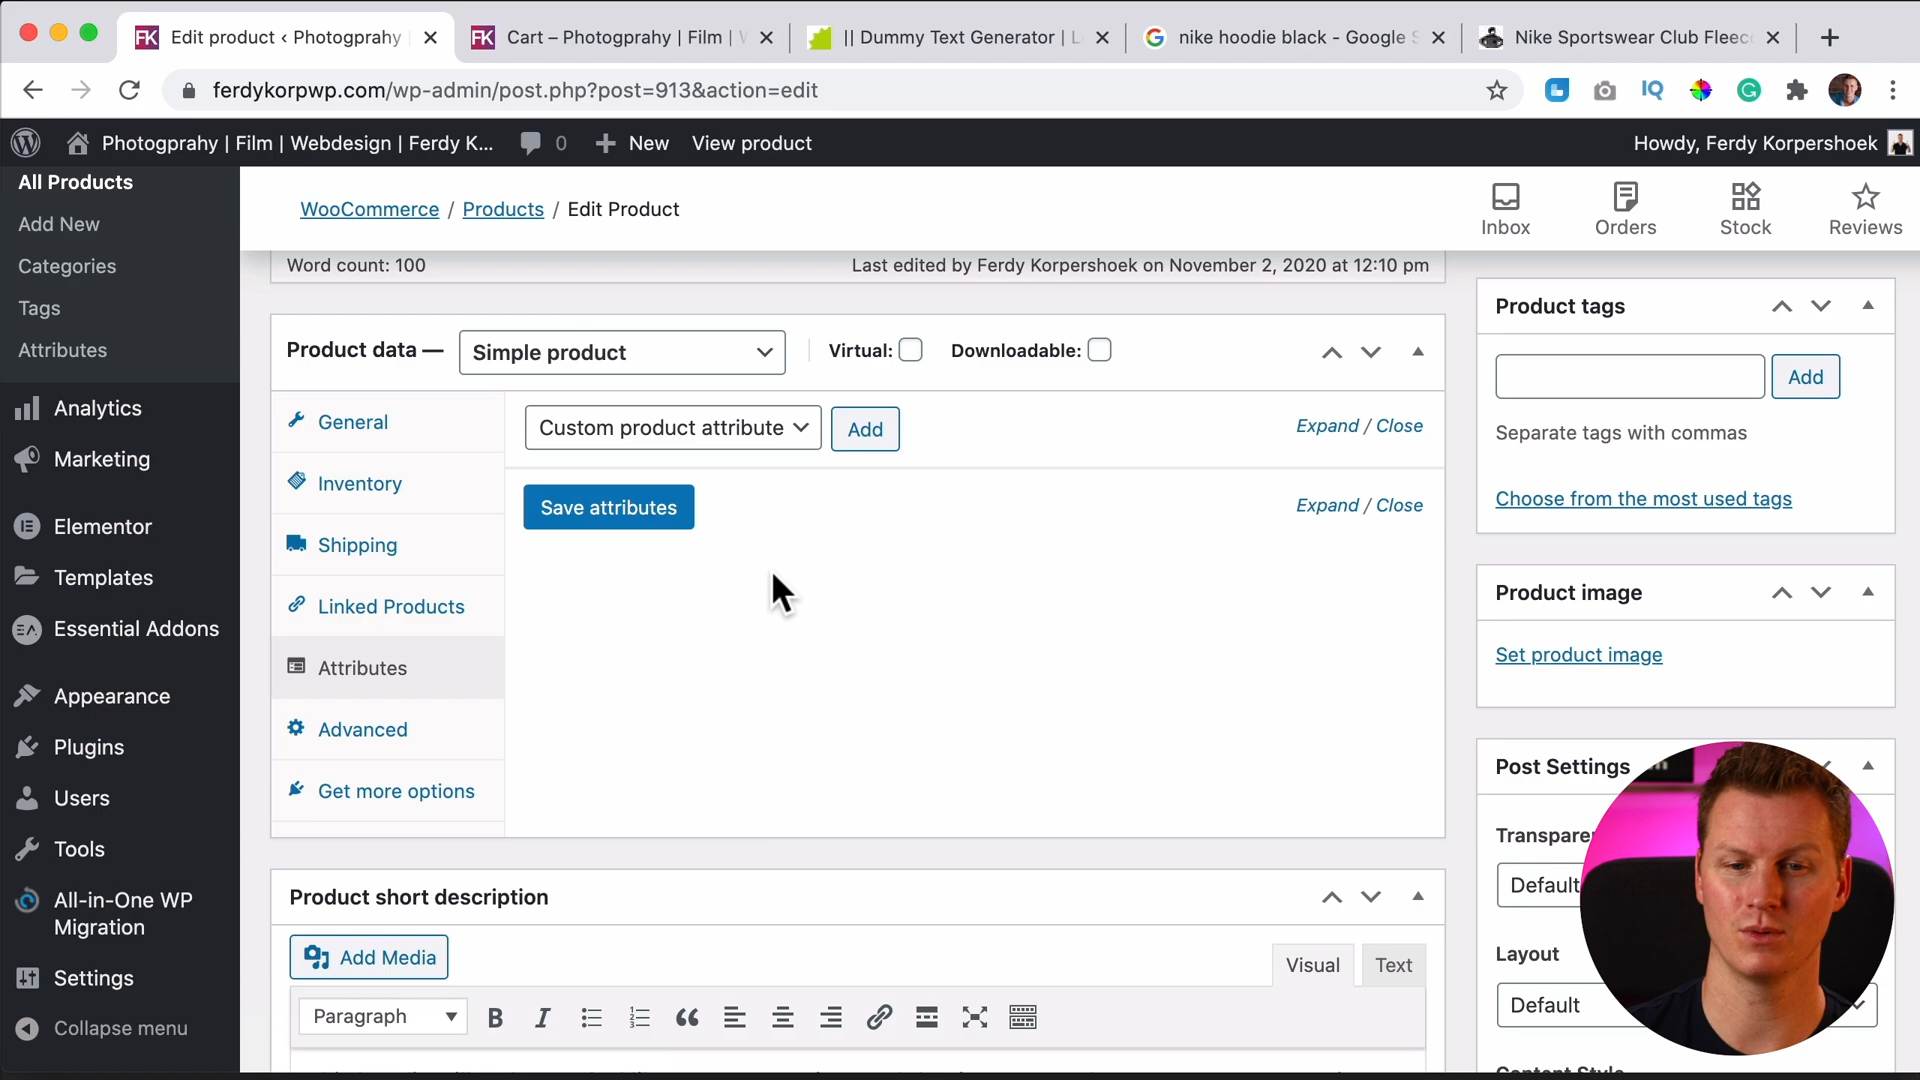 FK Edit product ‹ Photogprahy
FK Cart – Photogprahy | Film | W
|| Dummy Text Generator | L
nike hoodie black - Google S
Nike Sportswear Club Fleec
ferdykorpwp.com/wp-admin/post.php?post=913&action=edit
Photogprahy | Film | Webdesign | Ferdy K...
0
New
View product
Howdy, Ferdy Korpershoek
All Products
Add New
Categories
Tags
Attributes
Analytics
Marketing
Elementor
Templates
Essential Addons
Appearance
Plugins
Users
Tools
All-in-One WP
Migration
Settings
Collapse menu
WooCommerce / Products / Edit Product
Inbox
Orders
Stock
Reviews
Word count: 100
Last edited by Ferdy Korpershoek on November 2, 2020 at 12:10 pm
Product data —
Simple product
Virtual:
Downloadable:
General
Inventory
Shipping
Linked Products
Attributes
Advanced
Get more options
Custom product attribute
Add
Expand / Close
Save attributes
Expand / Close
Product short description
Add Media
Visual
Text
Paragraph
Product tags
Add
Separate tags with commas
Choose from the most used tags
Product image
Set product image
Post Settings
Default
Layout
Default